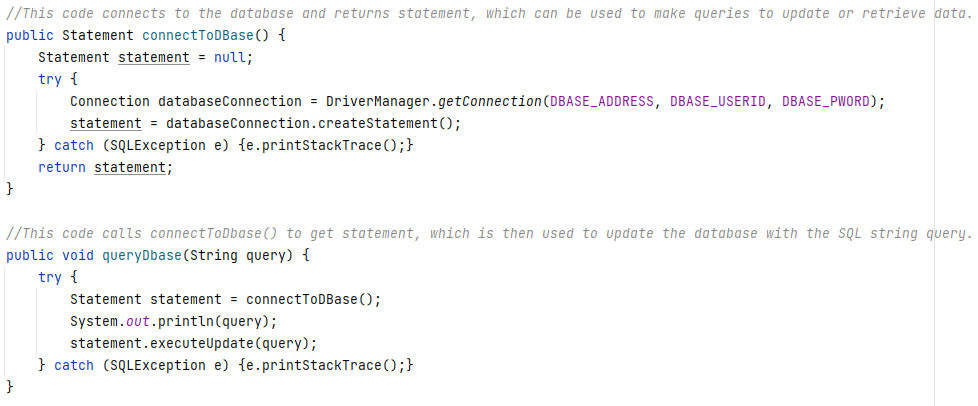 //This code connects to the database and returns statement, which can be used to make queries to update or retrieve data.
public Statement connectToDBase() {
    Statement statement = null;
    try {
        Connection databaseConnection = DriverManager.getConnection(DBASE_ADDRESS, DBASE_USERID, DBASE_PWORD);
        statement = databaseConnection.createStatement();
    } catch (SQLException e) {e.printStackTrace();}
    return statement;
}
//This code calls connectToDbase() to get statement, which is then used to update the database with the SQL string query.
public void queryDbase(String query) {
    try {
        Statement statement = connectToDBase();
        System.out.println(query);
        statement.executeUpdate(query);
    } catch (SQLException e) {e.printStackTrace();}
}